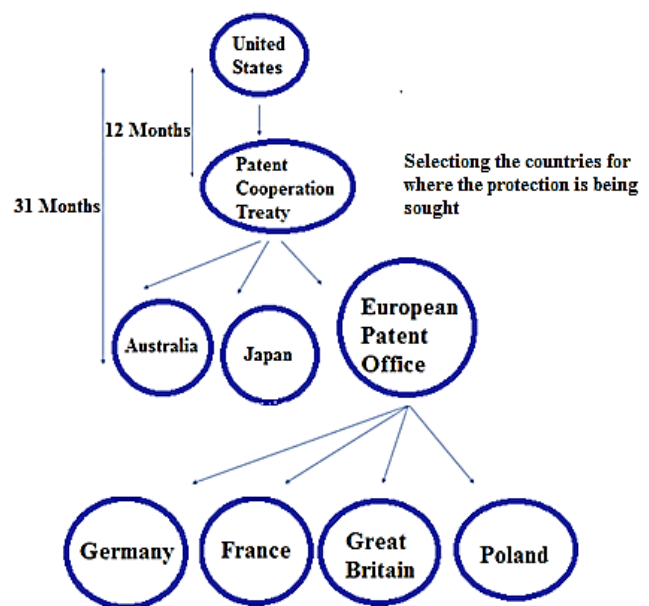 United
States
12 Months
Patent
Cooperation
Treaty
Selectiong the countries for
where the protection is being
sought
31 Months
European
Patent
Office
Australia
Japan
Germany
France
Great
Britain
Poland